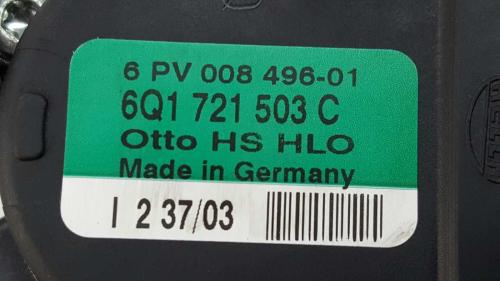 6 PV 008 496-01
6Q1 721 503 C
Otto HS HLO
Made in Germany
I 2 37/03